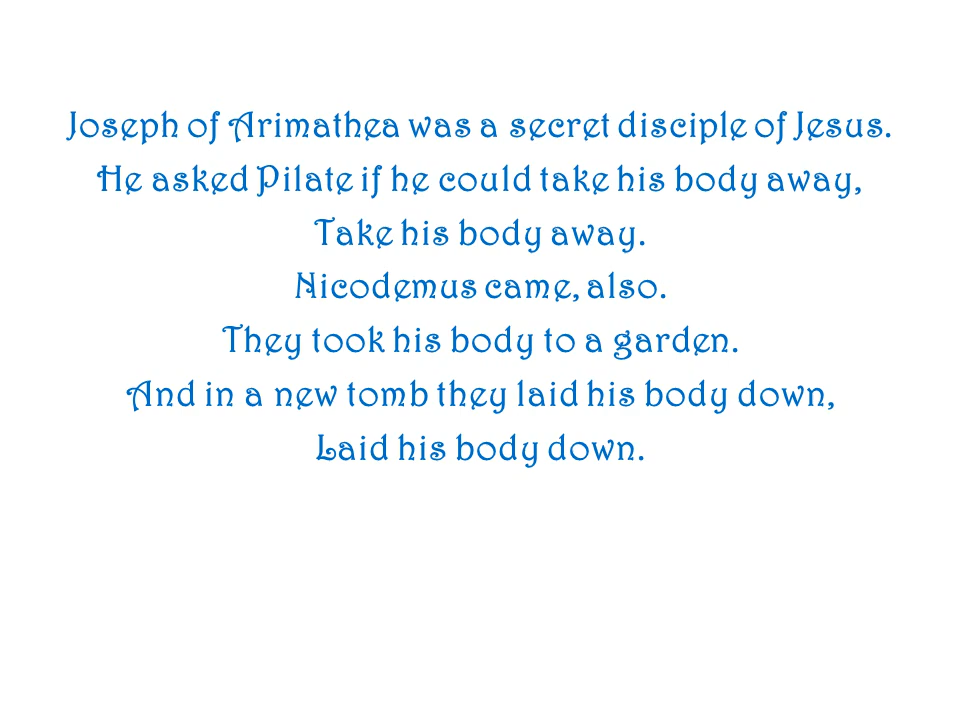 Joseph of Arimathea was a secret disciple of Jesus.
He asked Pilate if he could take his body away,
Take his body away.
Nicodemus came, also.
They took his body to a garden.
And in a new tomb they laid his body down,
Laid his body down.